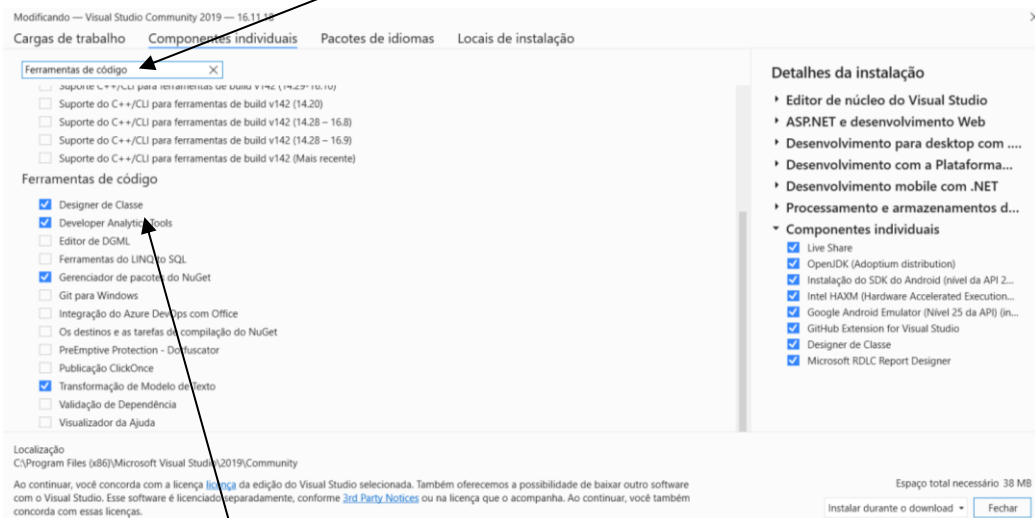 Modificando — Visual Studio Community 2019 — 16.11.18
Cargas de trabalho Componentes individuais Pacotes de idiomas Locais de instalação
Ferramentas de código
Suporte C++/CLI para ferramentas de build v142 (14.29-16.10)
Suporte do C++/CLI para ferramentas de build v142 (14.20)
Suporte do C++/CLI para ferramentas de build v142 (14.28 – 16.8)
Suporte do C++/CLI para ferramentas de build v142 (14.28 – 16.9)
Suporte do C++/CLI para ferramentas de build v142 (Mais recente)
Ferramentas de código
Designer de Classe
Developer Analytics Tools
Editor de DGML
Ferramentas do LINQ to SQL
Gerenciador de pacotes do NuGet
Git para Windows
Integração do Azure DevOps com Office
Os destinos e as tarefas de compilação do NuGet
PreEmptive Protection - Dotfuscator
Publicação ClickOnce
Transformação de Modelo de Texto
Validação de Dependência
Visualizador da Ajuda
Detalhes da instalação
Editor de núcleo do Visual Studio
ASP.NET e desenvolvimento Web
Desenvolvimento para desktop com ....
Desenvolvimento com a Plataforma...
Desenvolvimento mobile com .NET
Processamento e armazenamentos d...
Componentes individuais
Live Share
OpenJDK (Adoptium distribution)
Instalação do SDK do Android (nível da API 2...
Intel HAXM (Hardware Accelerated Execution...
Google Android Emulator (Nível 25 da API) (in...
GitHub Extension for Visual Studio
Designer de Classe
Microsoft RDLC Report Designer
Localização
C:\Program Files (x86)\Microsoft Visual Studio\2019\Community
Ao continuar, você concorda com a licença licença da edição do Visual Studio selecionada. Também oferecemos a possibilidade de baixar outro software
com o Visual Studio. Esse software é licenciado separadamente, conforme 3rd Party Notices ou na licença que o acompanha. Ao continuar, você também
concorda com essas licenças.
Espaço total necessário 38 MB
Instalar durante o download Fechar